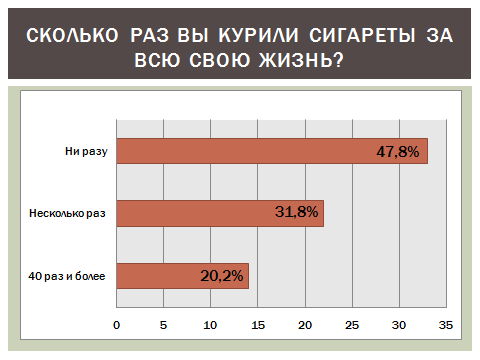 СКОЛЬКО РАЗ ВЫ КУРИЛИ СИГАРЕТЫ ЗА
ВСЮ СВОЮ ЖИЗНЬ?
Ни разу
47,8%
Несколько раз
31,8%
40 раз и более
20,2%
0 5 10 15 20 25 30 35